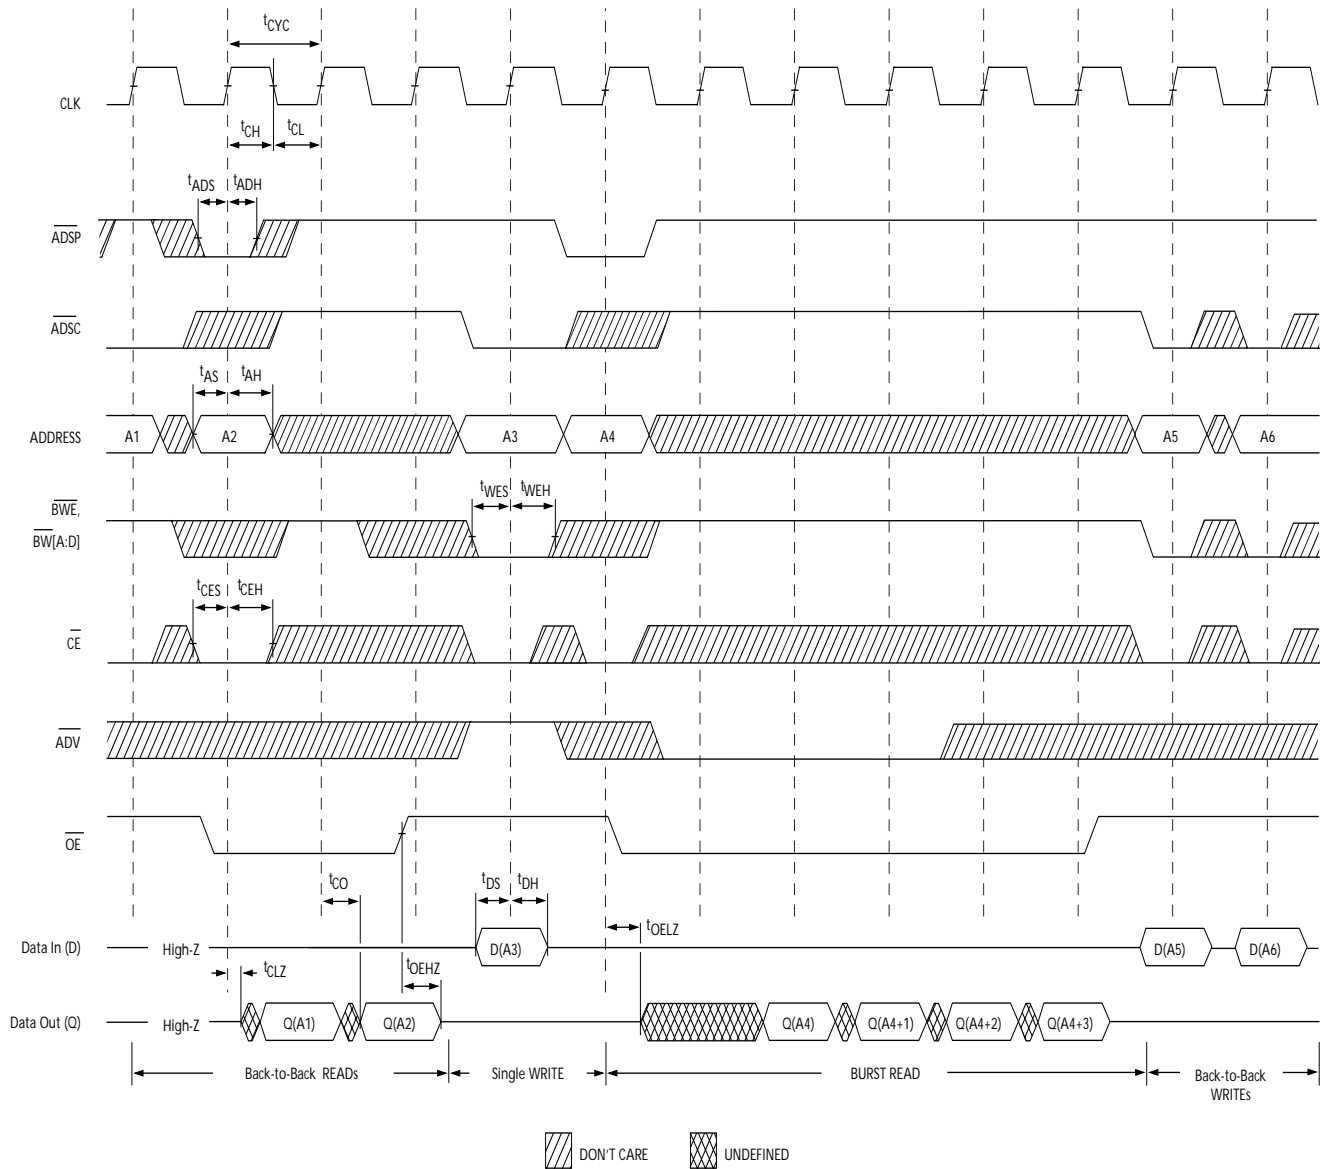 tCYC
CLK
tCH
tCL
tADS
tADH
ADSP
ADSC
tAS
tAH
ADDRESS
A1
A2
A3
A4
A5
A6
tWES
tWEH
BWE,
BW[A:D]
tCES
tCEH
CE
ADV
OE
tCO
tDS
tDH
tOELZ
Data In (D)
High-Z
D(A3)
D(A5)
D(A6)
tCLZ
tOEHZ
Data Out (Q)
High-Z
Q(A1)
Q(A2)
Q(A4)
Q(A4+1)
Q(A4+2)
Q(A4+3)
Back-to-Back READs
Single WRITE
BURST READ
Back-to-Back
WRITEs
DON'T CARE
UNDEFINED